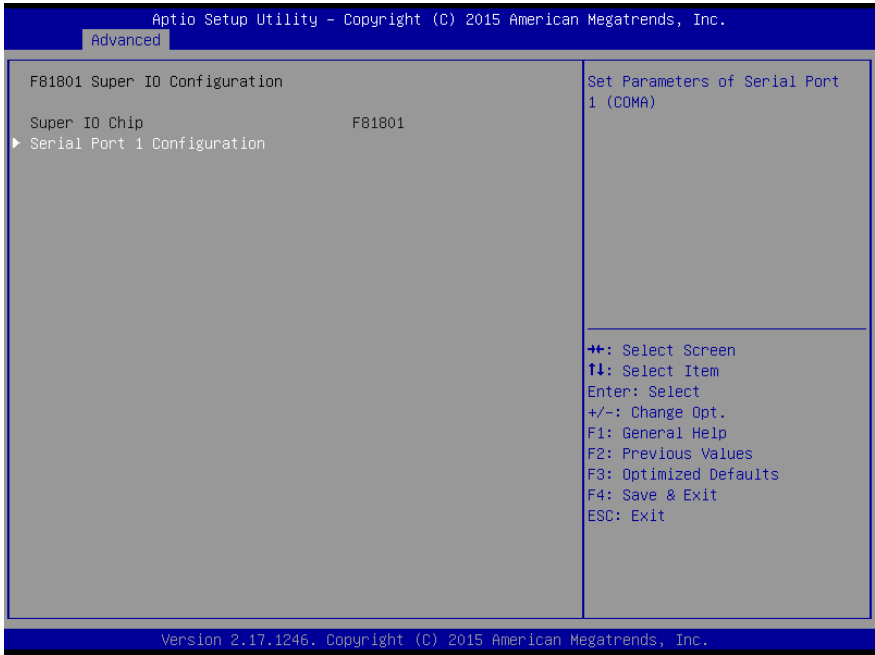 Aptio Setup Utility – Copyright (C) 2015 American Megatrends, Inc.
Advanced
F81801 Super IO Configuration
Super IO Chip F81801
Serial Port 1 Configuration
Set Parameters of Serial Port
1 (COMA)
→←: Select Screen
↑↓: Select Item
Enter: Select
+/-: Change Opt.
F1: General Help
F2: Previous Values
F3: Optimized Defaults
F4: Save & Exit
ESC: Exit
Version 2.17.1246. Copyright (C) 2015 American Megatrends, Inc.